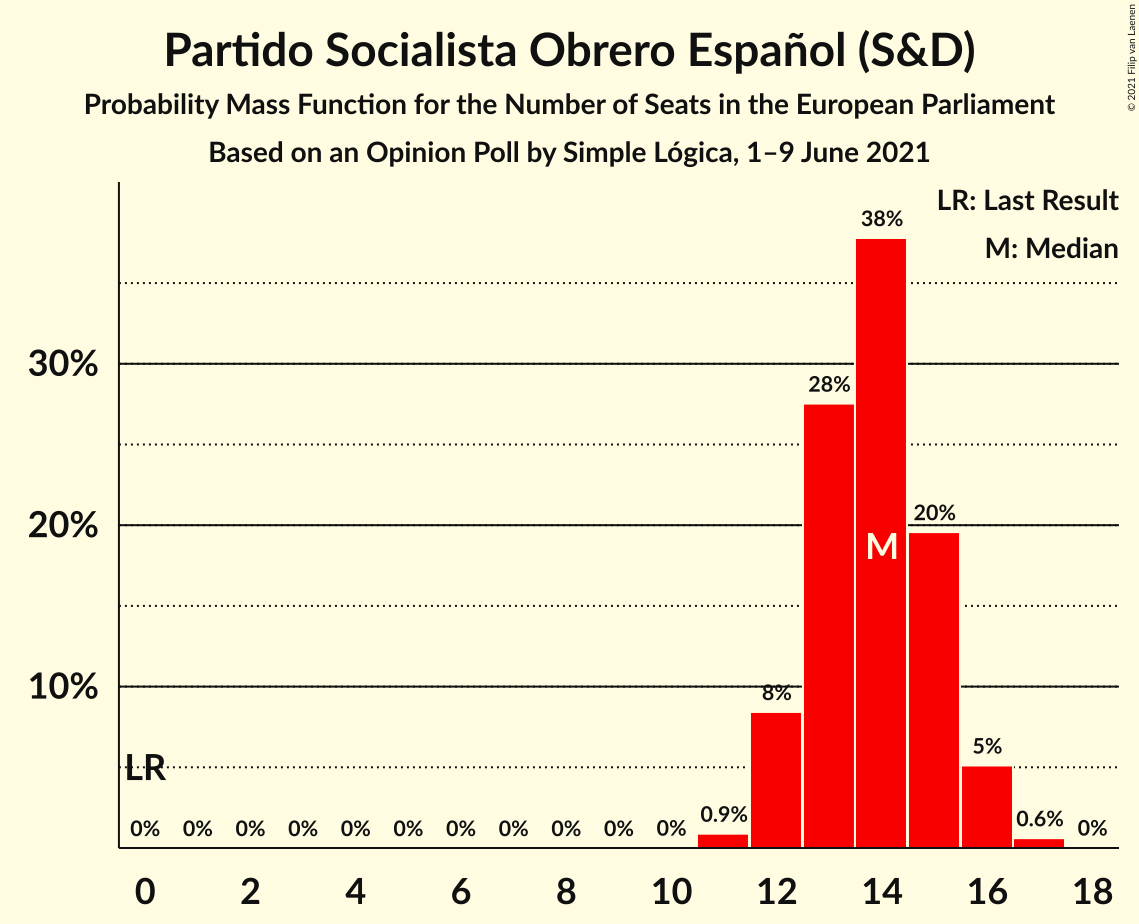 Partido Socialista Obrero Español (S&D)
Probability Mass Function for the Number of Seats in the European Parliament
Based on an Opinion Poll by Simple Lógica, 1–9 June 2021
© 2021 Filip van Laenen
LR: Last Result
M: Median
38%
30%
28%
20%
20%
M
10%
8%
5%
LR
0% 0% 0% 0% 0% 0% 0% 0% 0% 0% 0% 0.9% 0.6% 0%
0 2 4 6 8 10 12 14 16 18